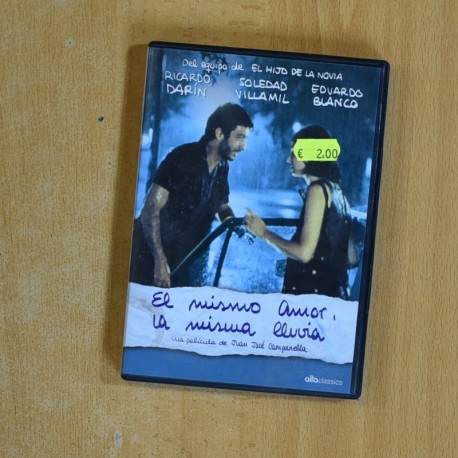 Del equipo de EL HIJO DE LA NOVIA
RICARDO DARÍN
SOLEDAD VILLAMIL
EDUARDO BLANCO
€ 2,00
El mismo amor,
la misma lluvia
Una película de Juan José Campanella
altaclassics